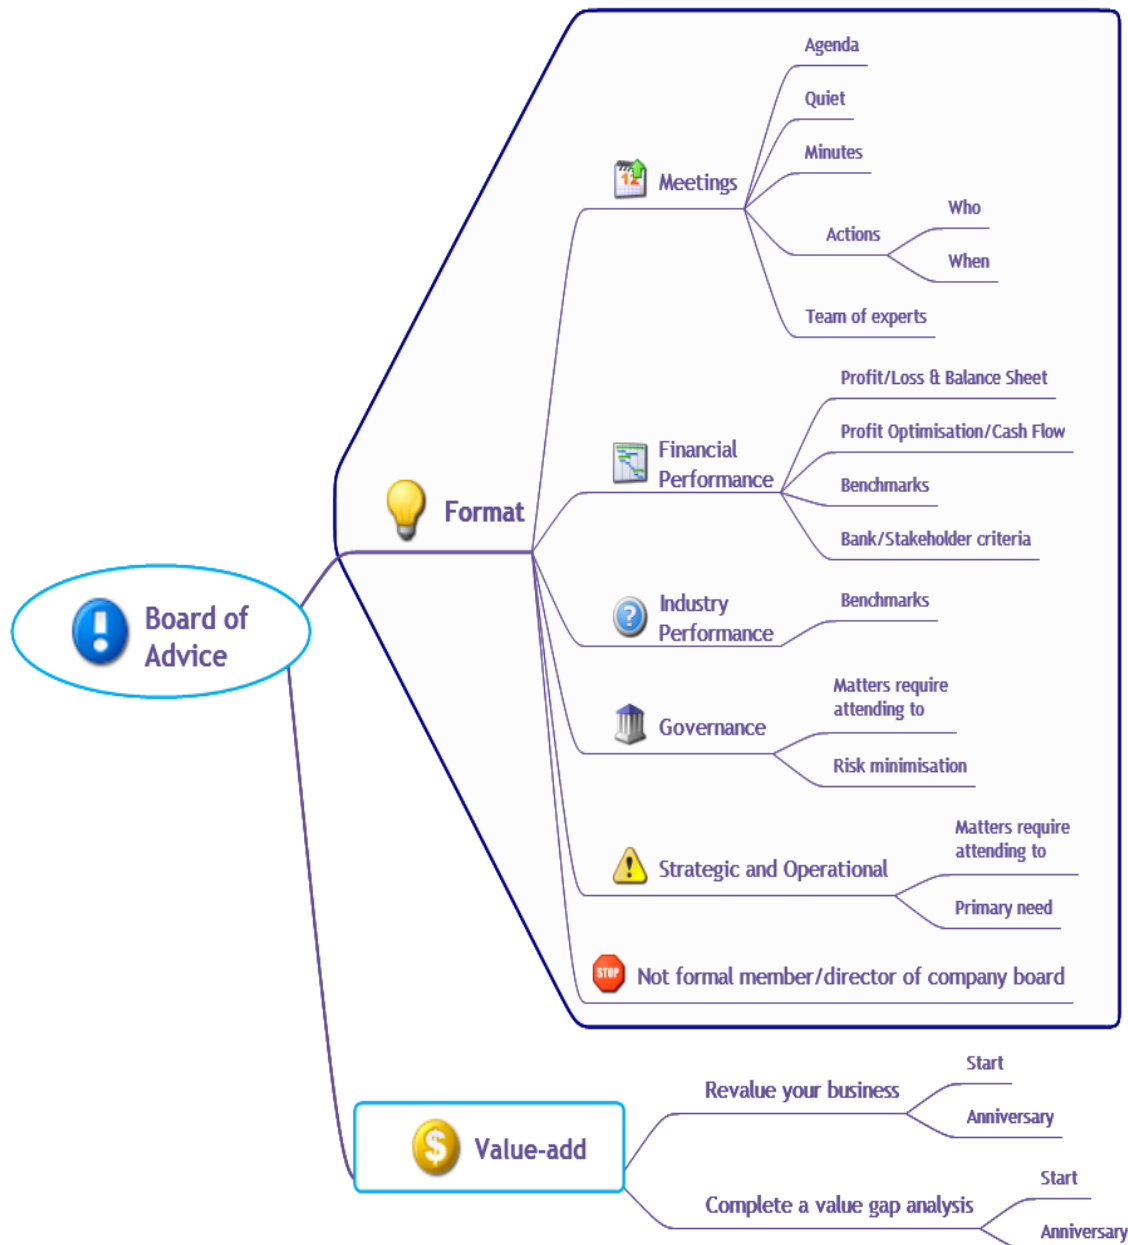 Board of
Advice
Format
Meetings
Agenda
Quiet
Minutes
Actions
Who
When
Team of experts
Financial
Performance
Profit/Loss & Balance Sheet
Profit Optimisation/Cash Flow
Benchmarks
Bank/Stakeholder criteria
Industry
Performance
Benchmarks
Governance
Matters require
attending to
Risk minimisation
Strategic and Operational
Matters require
attending to
Primary need
STOP
Not formal member/director of company board
Value-add
Revalue your business
Start
Anniversary
Complete a value gap analysis
Start
Anniversary
12